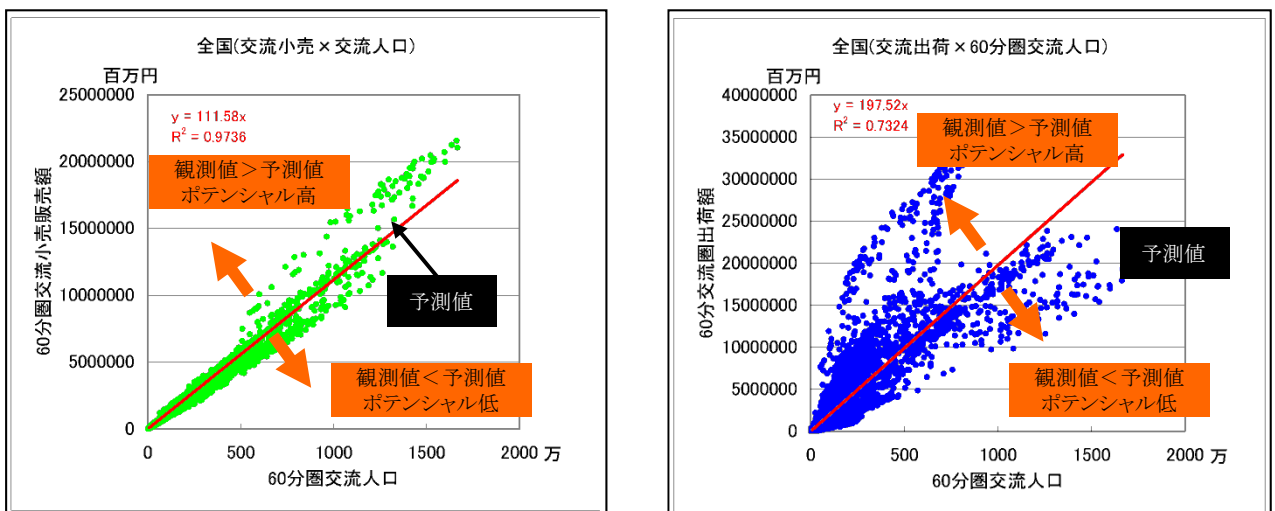 全国(交流小売×交流人口)
百万円
25000000
20000000
15000000
10000000
5000000
0
y = 111.58x
R² = 0.9736
観測値＞予測値
ポテンシャル高
予測値
観測値＜予測値
ポテンシャル低
60分圏交流小売販売額
0 500 1000 1500 2000 万
60分圏交流人口
全国(交流出荷×60分圏交流人口)
百万円
40000000
35000000
30000000
25000000
20000000
15000000
10000000
5000000
0
y = 197.52x
R² = 0.7324
観測値＞予測値
ポテンシャル高
予測値
観測値＜予測値
ポテンシャル低
60分交流圏出荷額
0 500 1000 1500 2000 万
60分圏交流人口